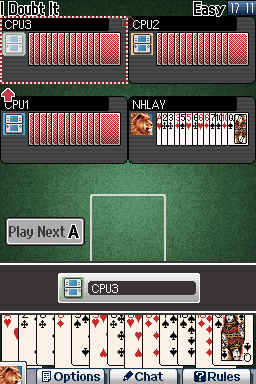 I Doubt It
Easy 17 11
CPU3
CPU2
CPU1
NHLAY
Play Next A
CPU3
Options
Chat
Rules